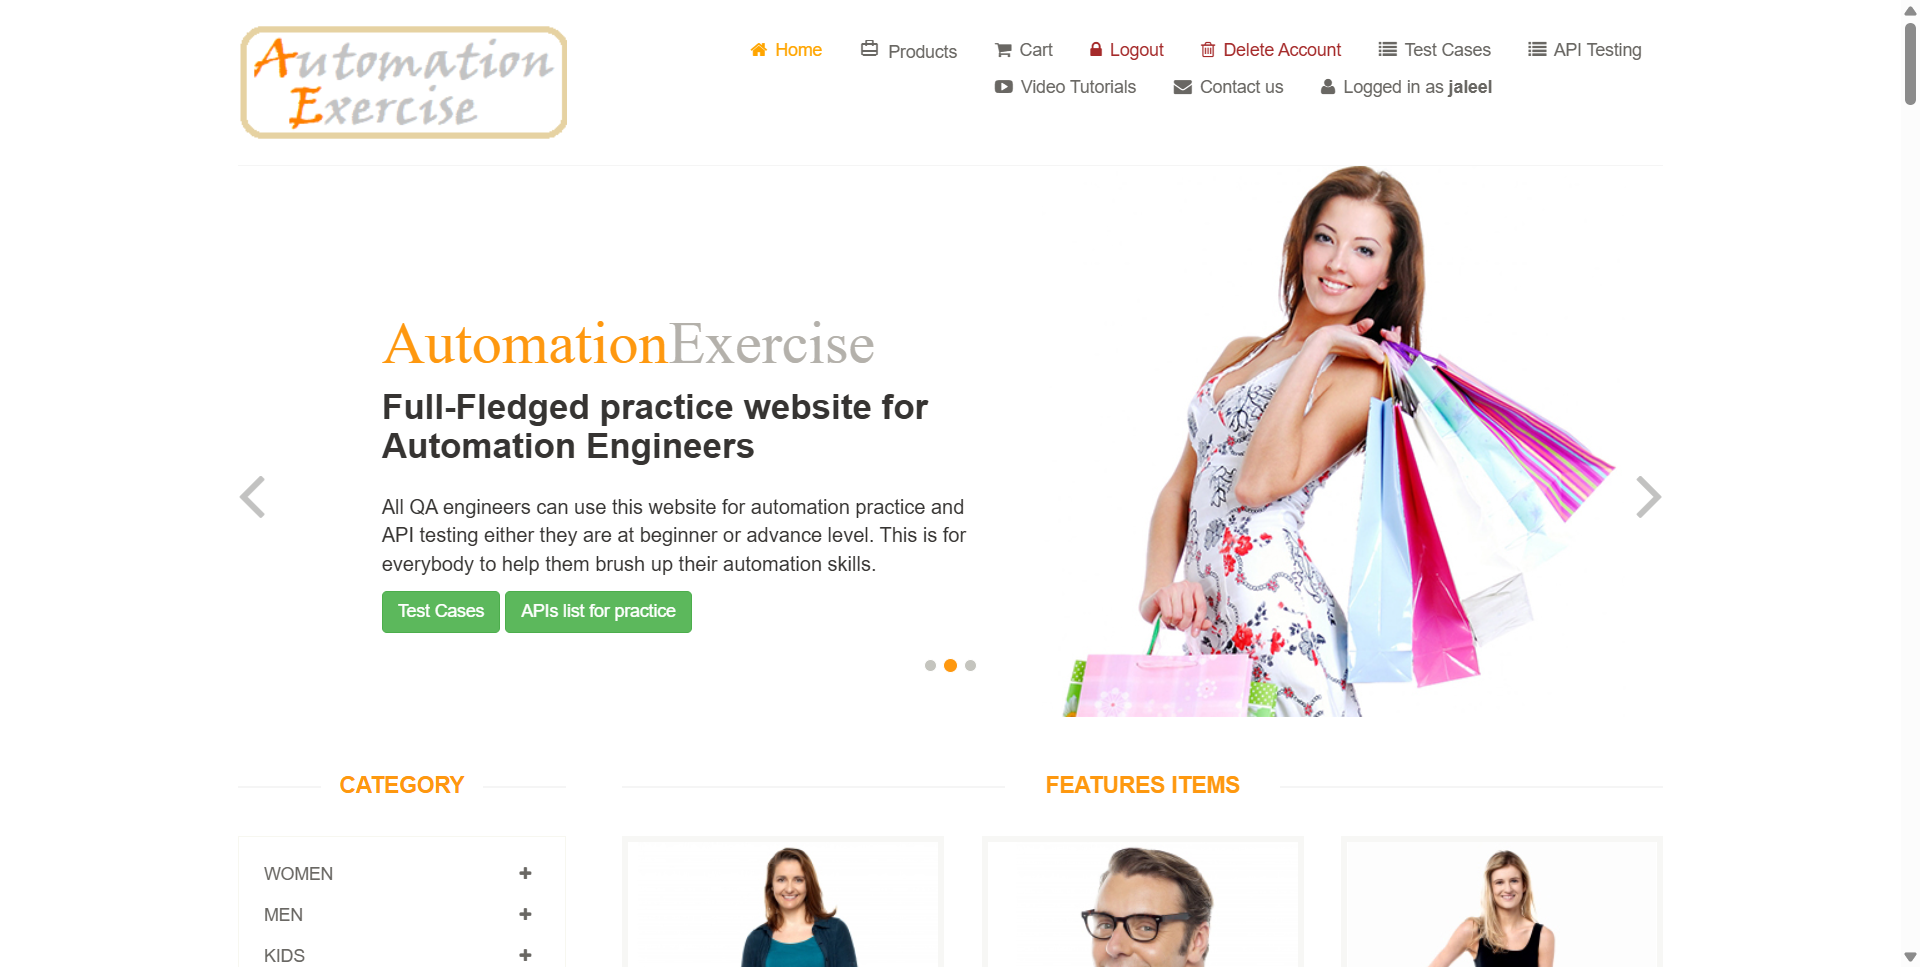 Automation
Exercise
Home Products Cart Logout Delete Account Test Cases API Testing
Video Tutorials Contact us Logged in as jaleel
AutomationExercise
Full-Fledged practice website for
Automation Engineers
All QA engineers can use this website for automation practice and
API testing either they are at beginner or advance level. This is for
everybody to help them brush up their automation skills.
Test Cases APIs list for practice
CATEGORY
WOMEN
MEN
KIDS
FEATURES ITEMS